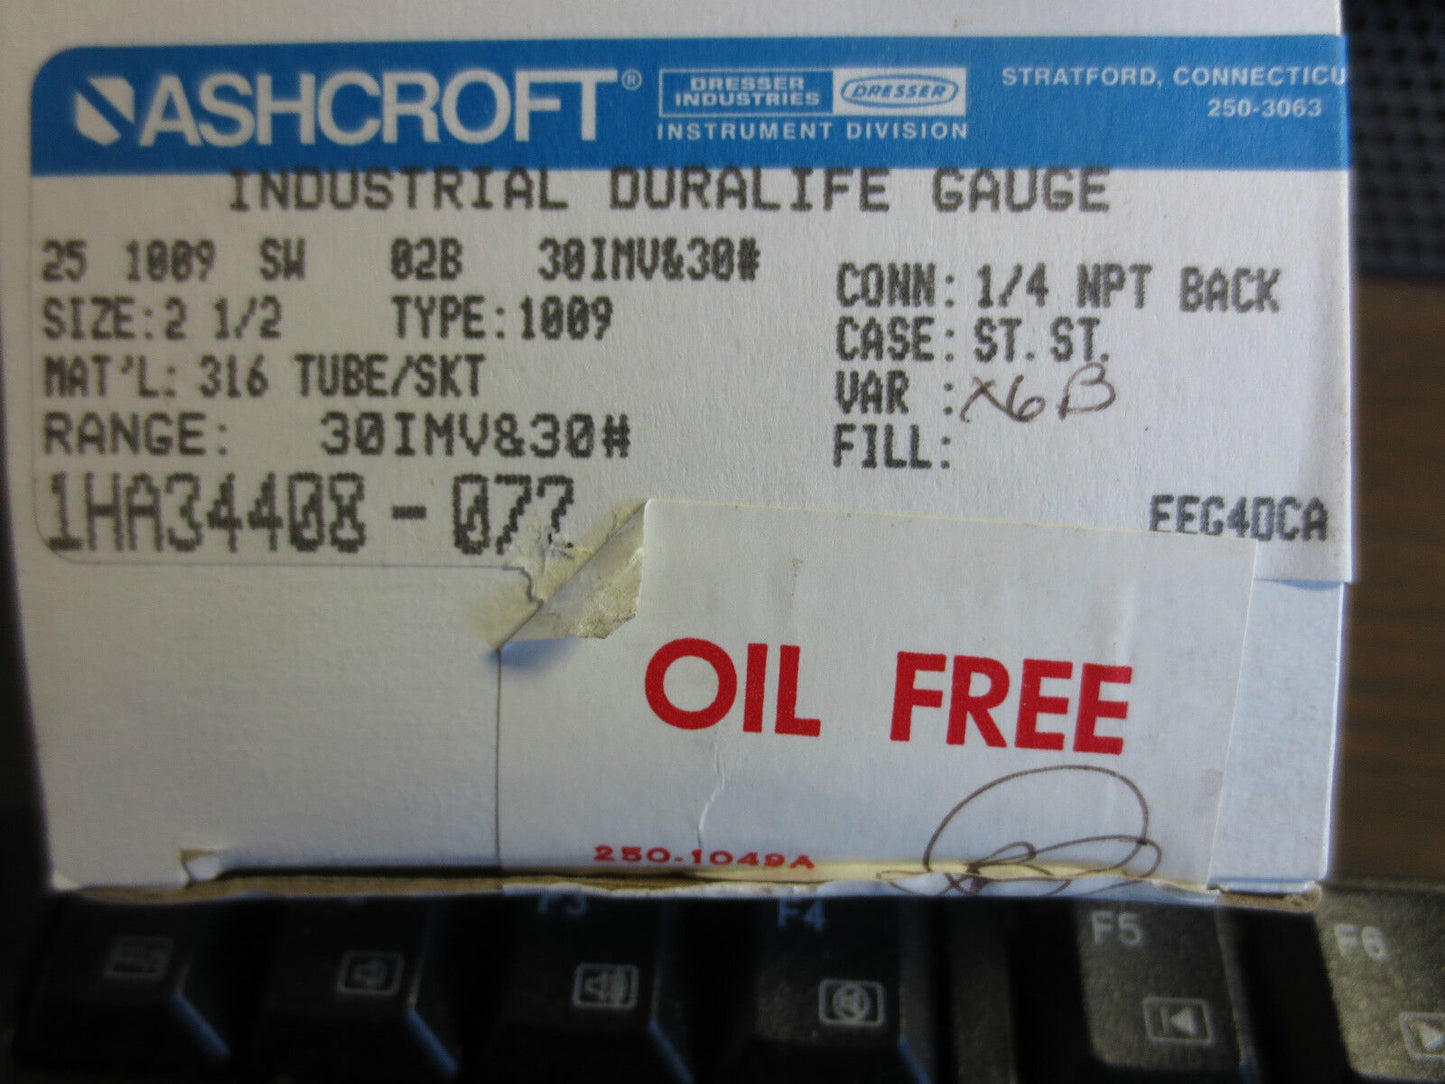 ASHCROFT®
DRESSER INDUSTRIES
DRESSER
INSTRUMENT DIVISION
STRATFORD, CONNECTICU
250-3063
INDUSTRIAL DURALIFE GAUGE
25 1009 SW 02B 30IMV&30#
SIZE:2 1/2 TYPE:1009
MAT'L: 316 TUBE/SKT
RANGE: 30IMV&30#
1HA34408-077
CONN: 1/4 NPT BACK
CASE: ST.ST.
VAR : X6B
FILL:
EEG4DCA
OIL FREE
250-1049A
F3
F4
F5
F6